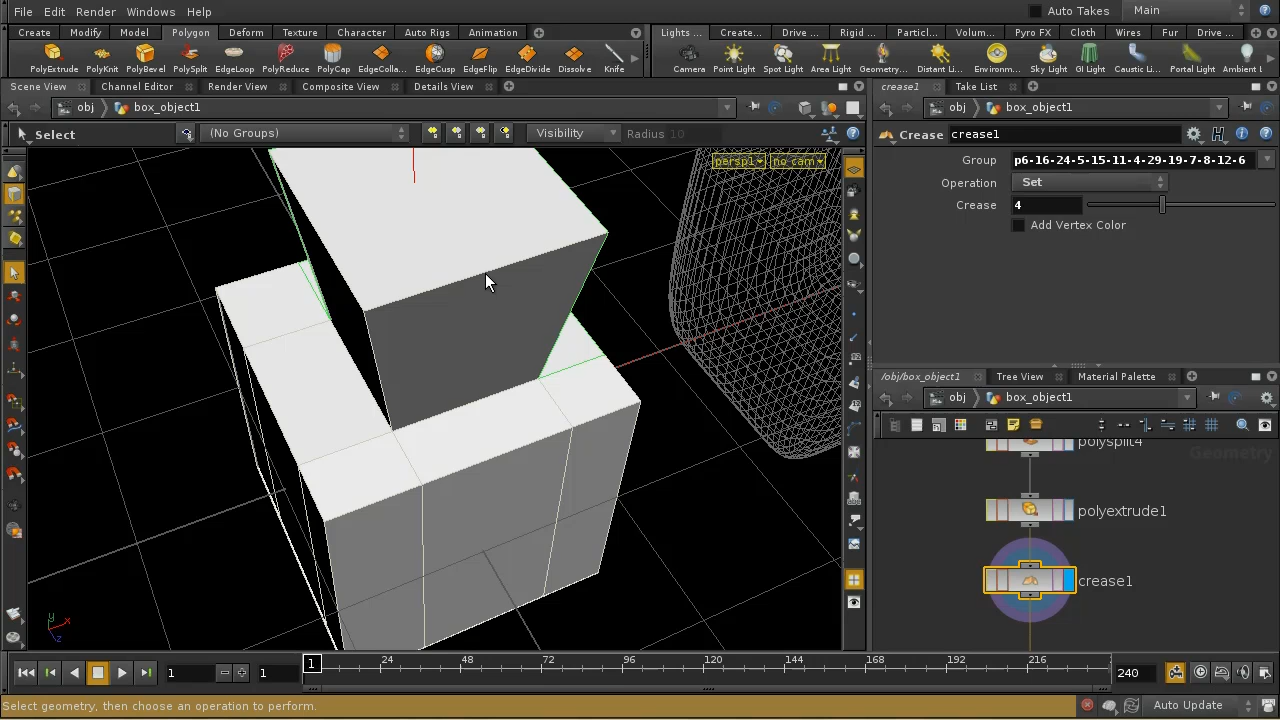 File Edit Render Windows Help
Auto Takes Main
Create Modify Model Polygon Deform Texture Character Auto Rigs Animation
Lights ... Create... Drive ... Rigid ... Particl... Volum... Pyro FX Cloth Wires Fur Drive ...
PolyExtrude PolyKnit PolyBevel PolySplit EdgeLoop PolyReduce PolyCap EdgeColla... EdgeCusp EdgeFlip EdgeDivide Dissolve Knife
Camera Point Light Spot Light Area Light Geometry... Distant Li... Environm... Sky Light GI Light Caustic Li... Portal Light Ambient L
Scene View Channel Editor Render View Composite View Details View
crease1 Take List
obj box_object1
obj box_object1
Select (No Groups) Visibility Radius 10
Crease crease1
persp1 no cam
Group p6-16-24-5-15-11-4-29-19-7-8-12-6
Operation Set
Crease 4
Add Vertex Color
/obj/box_object1 Tree View Material Palette
obj box_object1
polysplit4
Geometry
polyextrude1
crease1
y x z
1 1 1 24 48 72 96 120 144 168 192 216 240
Select geometry, then choose an operation to perform.
Auto Update